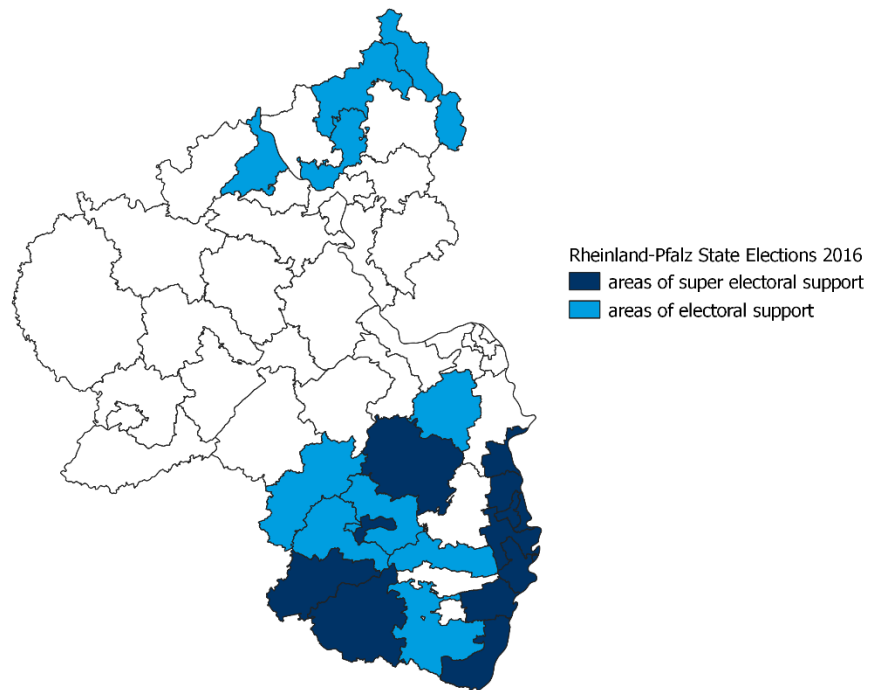 Rheinland-Pfalz State Elections 2016
areas of super electoral support
areas of electoral support